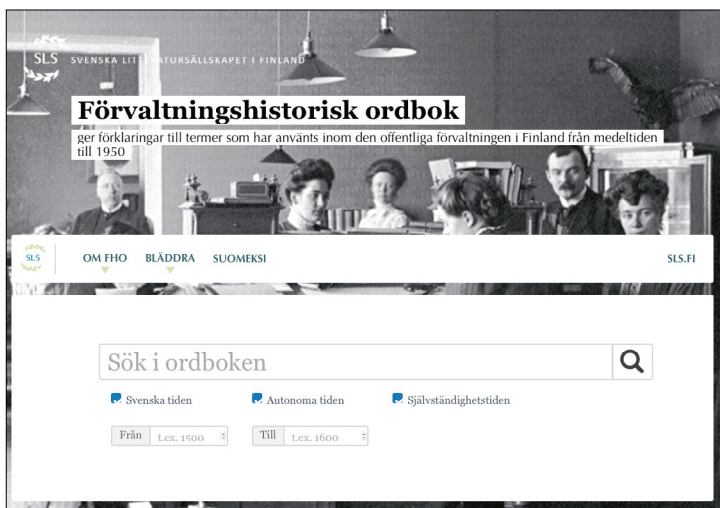 SLS SVENSKA LITTERATURSÄLLSKAPET I FINLAND
Förvaltningshistorisk ordbok
ger förklaringar till termer som har använts inom den offentliga förvaltningen i Finland från medeltiden
till 1950
SLS OM FHO BLÄDDRA SUOMEKSI SLS.FI
Sök i ordboken
Svenska tiden Autonoma tiden Självständighetstiden
Från t.ex. 1500 Till t.ex. 1600